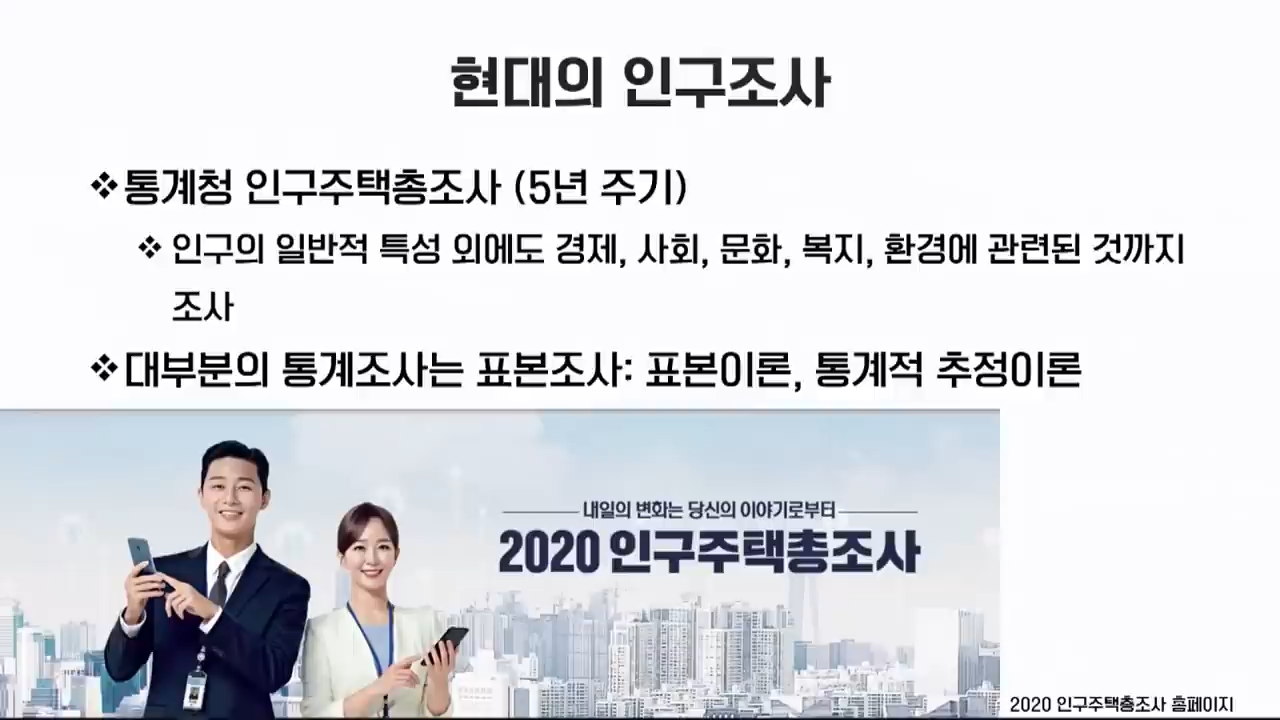 현대의 인구조사
❖통계청 인구주택총조사 (5년 주기)
❖ 인구의 일반적 특성 외에도 경제, 사회, 문화, 복지, 환경에 관련된 것까지
조사
❖대부분의 통계조사는 표본조사: 표본이론, 통계적 추정이론
내일의 변화는 당신의 이야기로부터
2020 인구주택총조사
2020 인구주택총조사 홈페이지